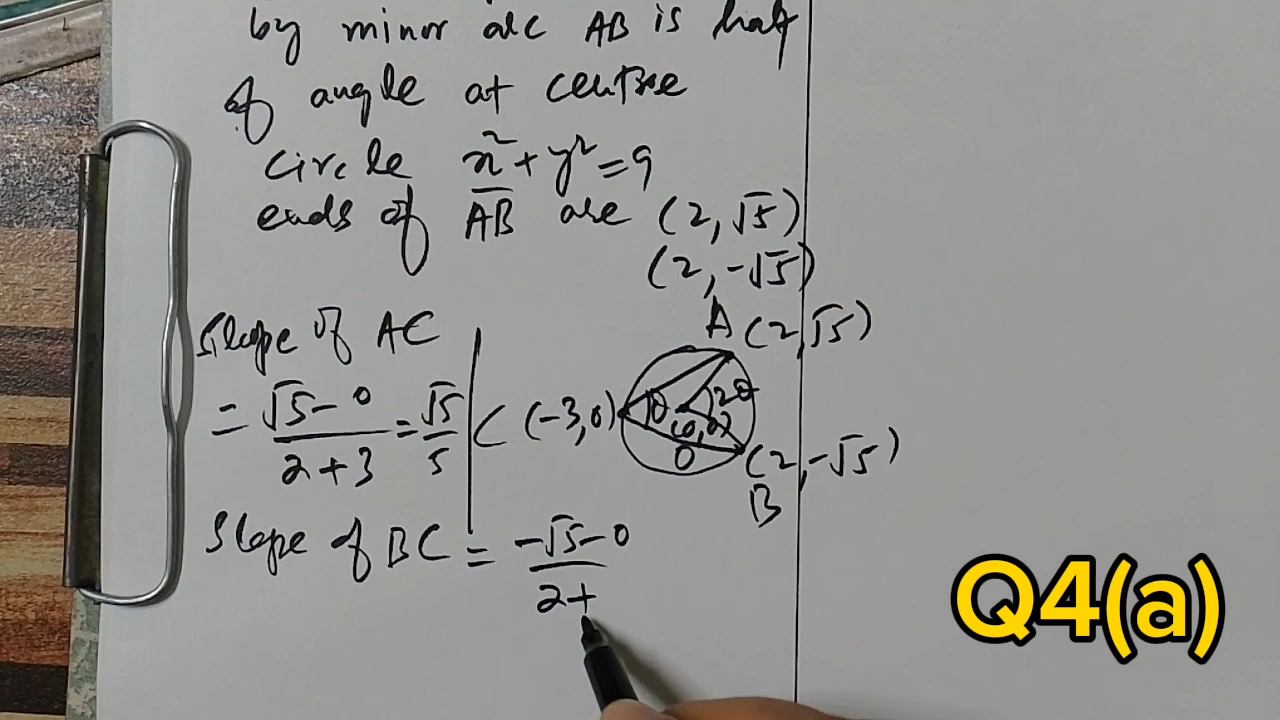 by minor arc AB is half
of angle at centre
circle x²+y²=9
ends of AB are (2,√5)
(2,-√5)
Slope of AC
= √5-0 / 2+3 = √5 / 5
A (2,√5)
C (-3,0)
θ 2θ
(0,0)
O
(2,-√5)
B
Slope of BC = -√5-0 / 2+
Q4(a)